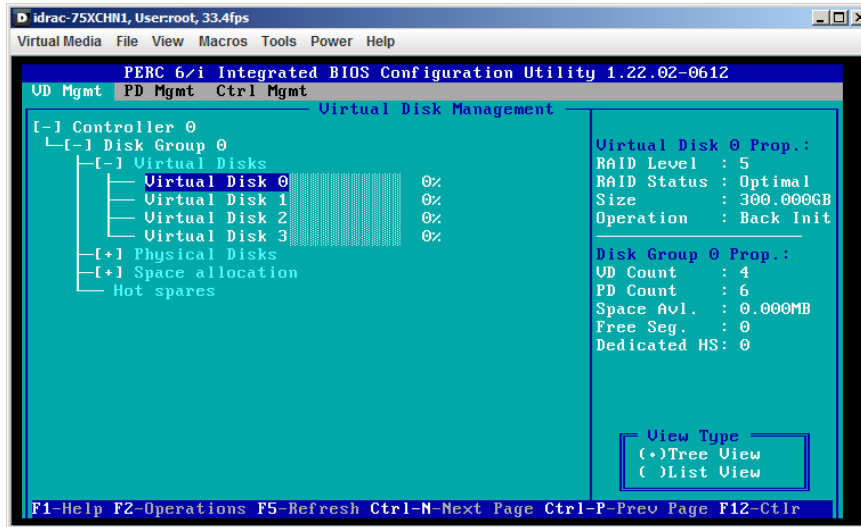 idrac-75XCHN1, User:root, 33.4fps
Virtual Media File View Macros Tools Power Help
PERC 6/i Integrated BIOS Configuration Utility 1.22.02-0612
VD Mgmt PD Mgmt Ctrl Mgmt
Virtual Disk Management
[-] Controller 0
[-] Disk Group 0
[-] Virtual Disks
Virtual Disk 0 0%
Virtual Disk 1 0%
Virtual Disk 2 0%
Virtual Disk 3 0%
[+] Physical Disks
[+] Space allocation
Hot spares
Virtual Disk 0 Prop.:
RAID Level : 5
RAID Status : Optimal
Size : 300.000GB
Operation : Back Init
Disk Group 0 Prop.:
VD Count : 4
PD Count : 6
Space Avl. : 0.000MB
Free Seg. : 0
Dedicated HS: 0
View Type
(•)Tree View
( )List View
F1-Help F2-Operations F5-Refresh Ctrl-N-Next Page Ctrl-P-Prev Page F12-Ctlr